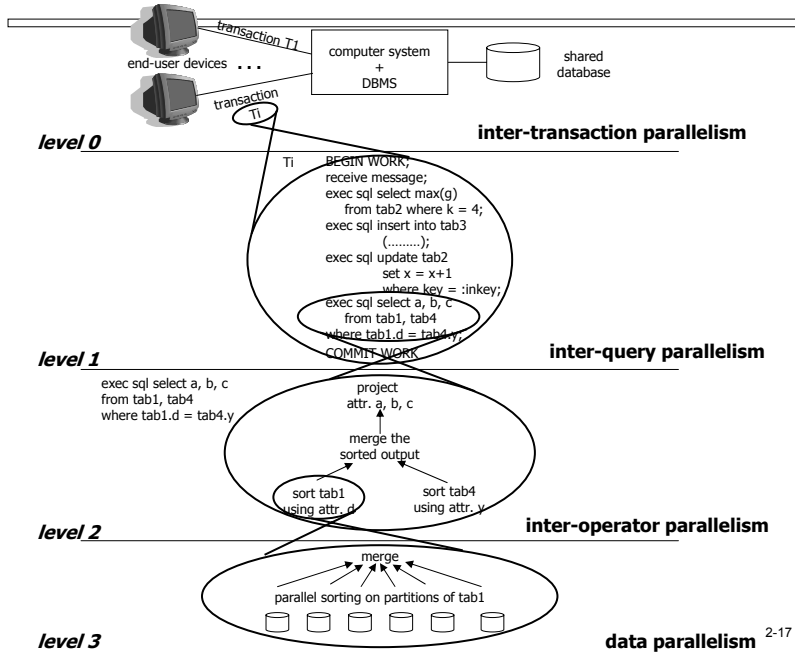 transaction T1
end-user devices . . .
computer system
+
DBMS
shared
database
transaction
Ti
level 0
inter-transaction parallelism
Ti
BEGIN WORK;
receive message;
exec sql select max(g)
from tab2 where k = 4;
exec sql insert into tab3
(………);
exec sql update tab2
set x = x+1
where key = :inkey;
exec sql select a, b, c
from tab1, tab4
where tab1.d = tab4.y;
COMMIT WORK
level 1
inter-query parallelism
exec sql select a, b, c
from tab1, tab4
where tab1.d = tab4.y
project
attr. a, b, c
merge the
sorted output
sort tab1
using attr. d
sort tab4
using attr. y
level 2
inter-operator parallelism
merge
parallel sorting on partitions of tab1
level 3
data parallelism
2-17